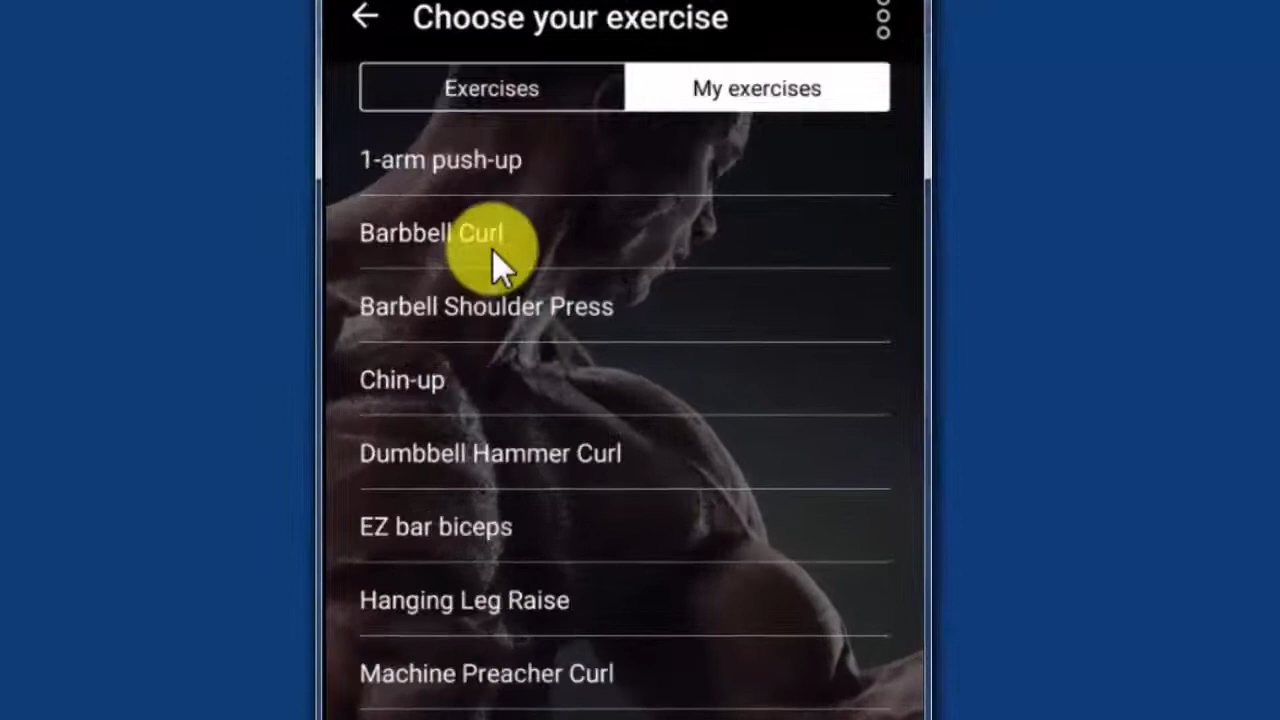 Choose your exercise
Exercises
My exercises
1-arm push-up
Barbbell Curl
Barbell Shoulder Press
Chin-up
Dumbbell Hammer Curl
EZ bar biceps
Hanging Leg Raise
Machine Preacher Curl